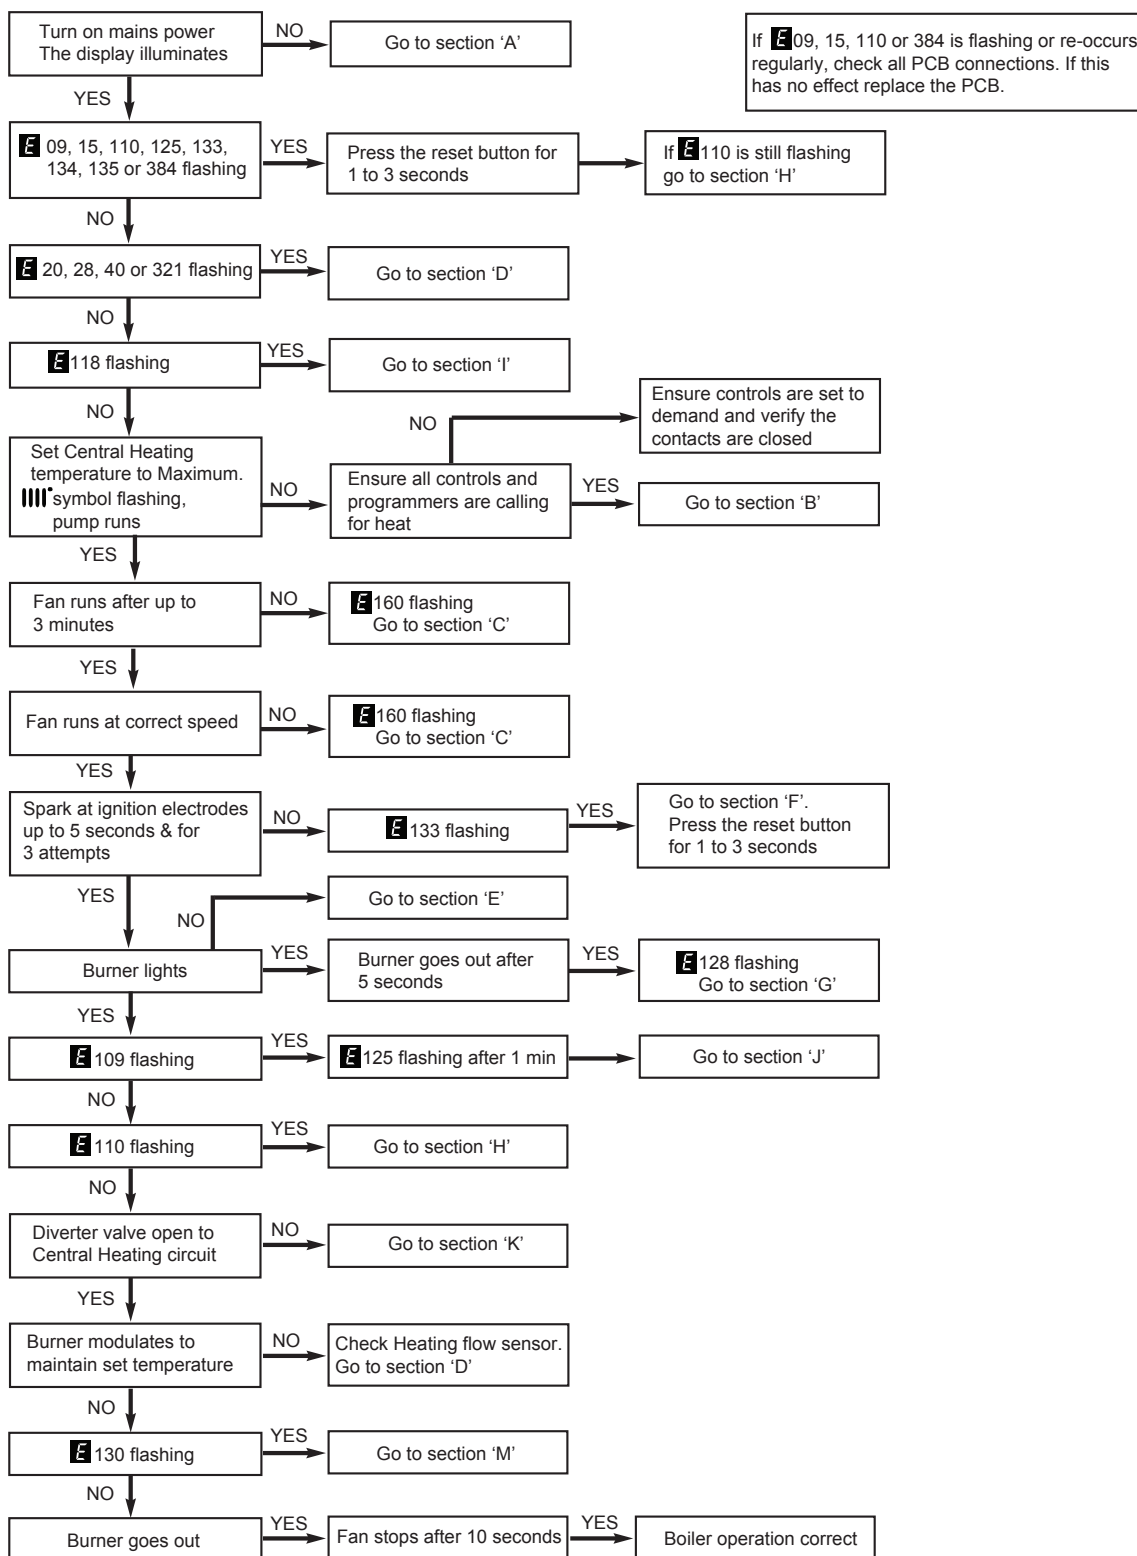 Turn on mains power
The display illuminates
NO
Go to section ‘A’
If E 09, 15, 110 or 384 is flashing or re-occurs
regularly, check all PCB connections. If this
has no effect replace the PCB.
YES
E 09, 15, 110, 125, 133,
134, 135 or 384 flashing
YES
Press the reset button for
1 to 3 seconds
If E 110 is still flashing
go to section ‘H’
NO
E 20, 28, 40 or 321 flashing
YES
Go to section ‘D’
NO
E 118 flashing
YES
Go to section ‘I’
NO
Set Central Heating
temperature to Maximum.
symbol flashing,
pump runs
NO
Ensure all controls and
programmers are calling
for heat
NO
Ensure controls are set to
demand and verify the
contacts are closed
YES
Go to section ‘B’
YES
Fan runs after up to
3 minutes
NO
E 160 flashing
Go to section ‘C’
YES
Fan runs at correct speed
NO
E 160 flashing
Go to section ‘C’
YES
Spark at ignition electrodes
up to 5 seconds & for
3 attempts
NO
E 133 flashing
YES
Go to section ‘F’.
Press the reset button
for 1 to 3 seconds
YES
NO
Go to section ‘E’
Burner lights
YES
Burner goes out after
5 seconds
YES
E 128 flashing
Go to section ‘G’
YES
E 109 flashing
YES
E 125 flashing after 1 min
Go to section ‘J’
NO
E 110 flashing
YES
Go to section ‘H’
NO
Diverter valve open to
Central Heating circuit
NO
Go to section ‘K’
YES
Burner modulates to
maintain set temperature
NO
Check Heating flow sensor.
Go to section ‘D’
NO
E 130 flashing
YES
Go to section ‘M’
NO
Burner goes out
YES
Fan stops after 10 seconds
YES
Boiler operation correct